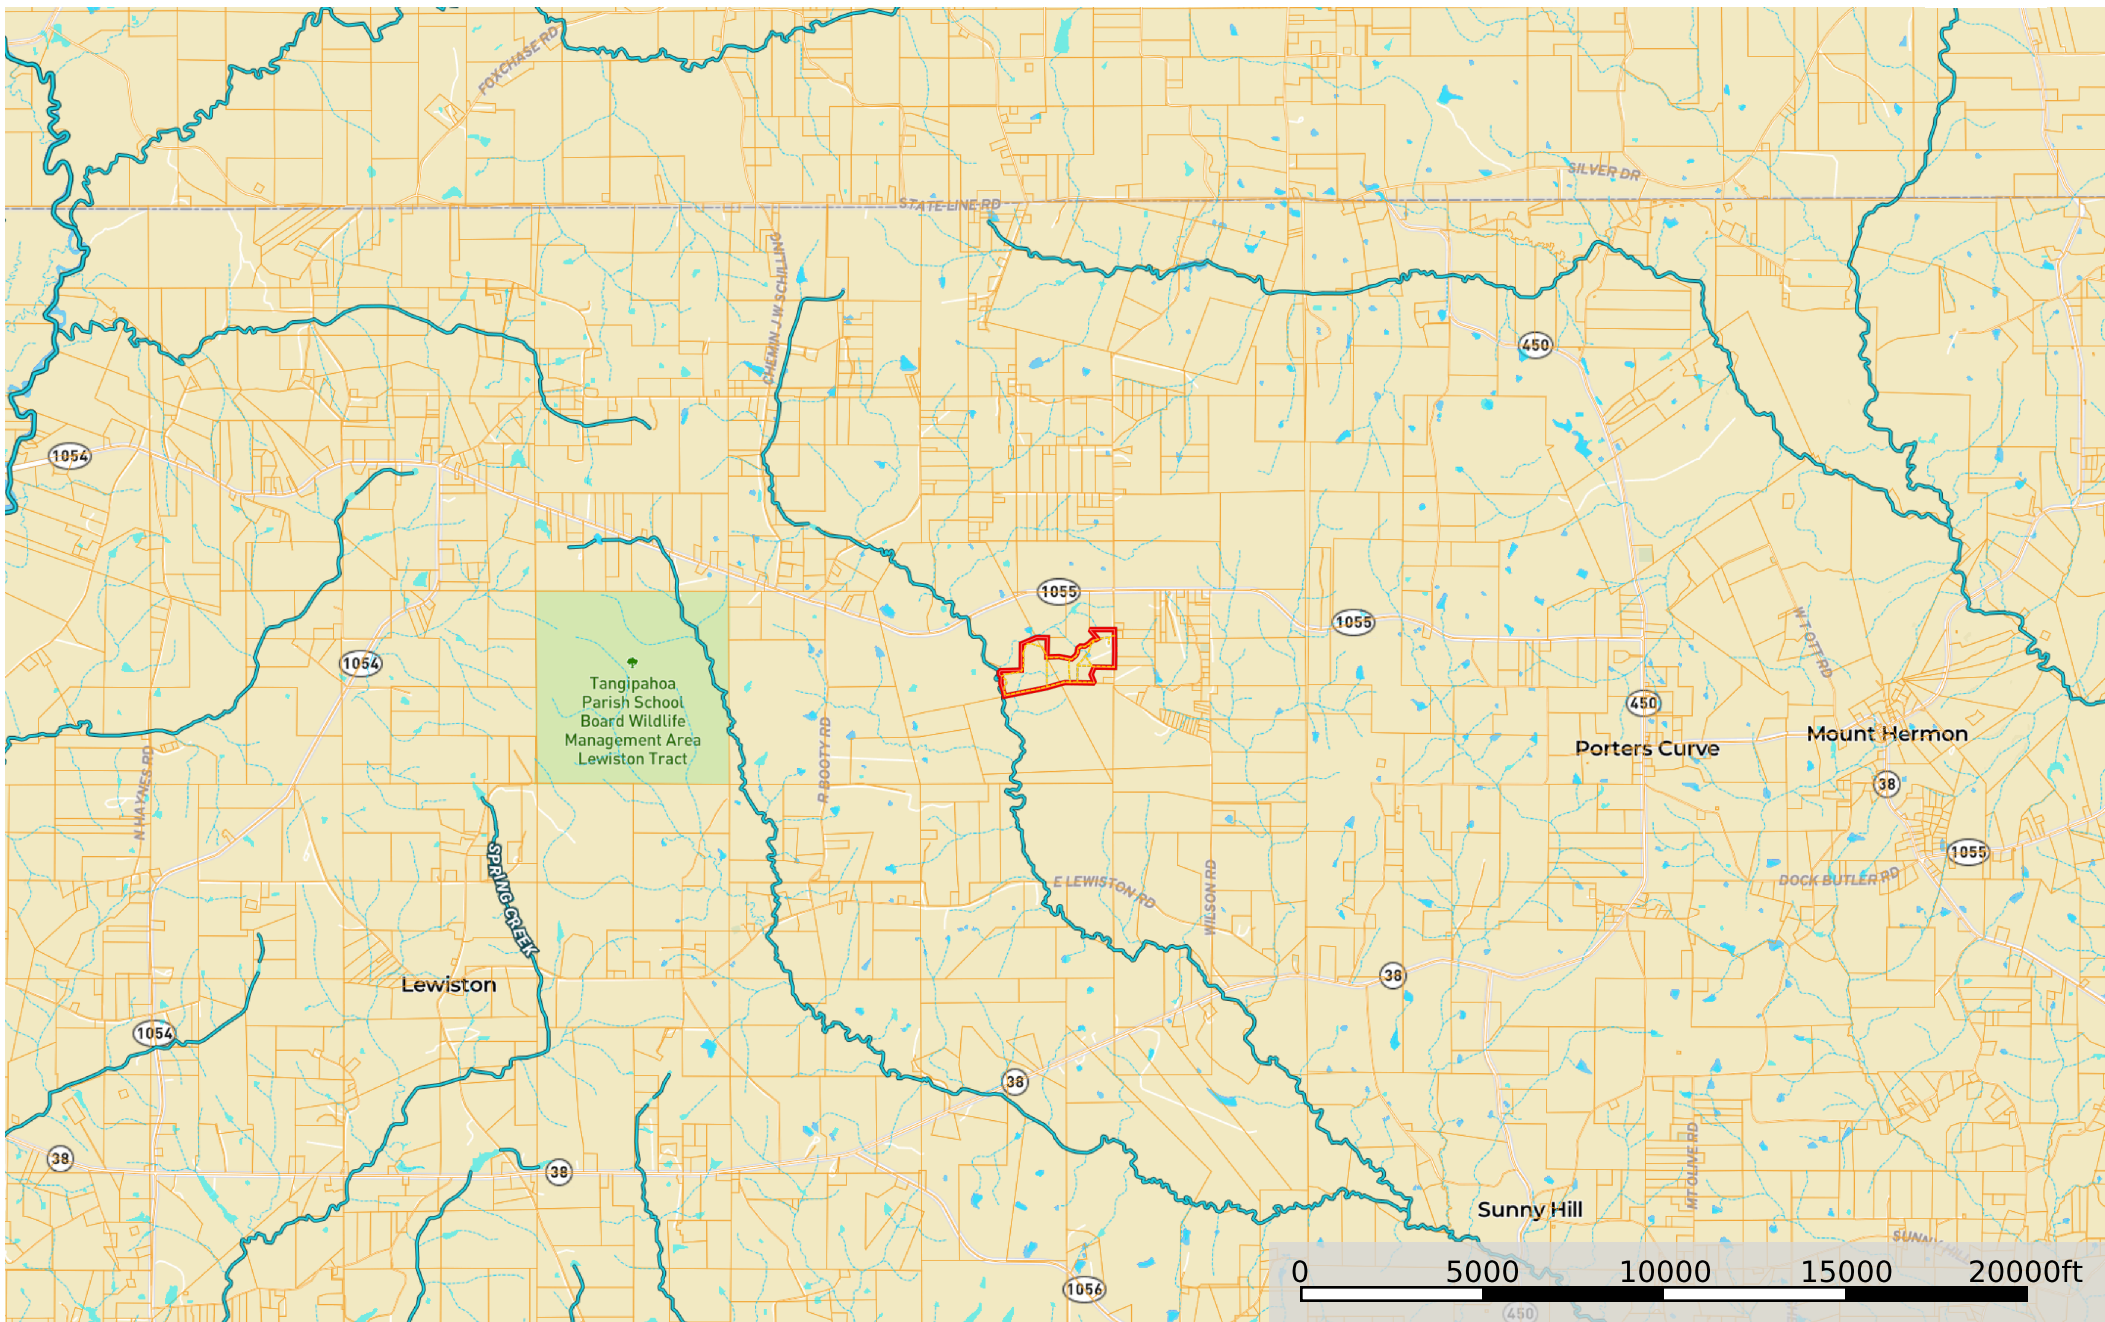 FOXCHASE RD
SILVER DR
STATE LINE RD
CHEMIN J W SCHILLING
450
1054
1055
1055
1054
W T OTT RD
Tangipahoa
Parish School
Board Wildlife
Management Area
Lewiston Tract
450
Porters Curve
Mount Hermon
R BOOTY RD
N HAYNES RD
38
SPRING CREEK
1055
E LEWISTON RD
WILSON RD
DOCK BUTLER RD
Lewiston
38
1054
38
38
38
MT OLIVE RD
Sunny Hill
SUNNY HILL
1056
0 5000 10000 15000 20000ft
450